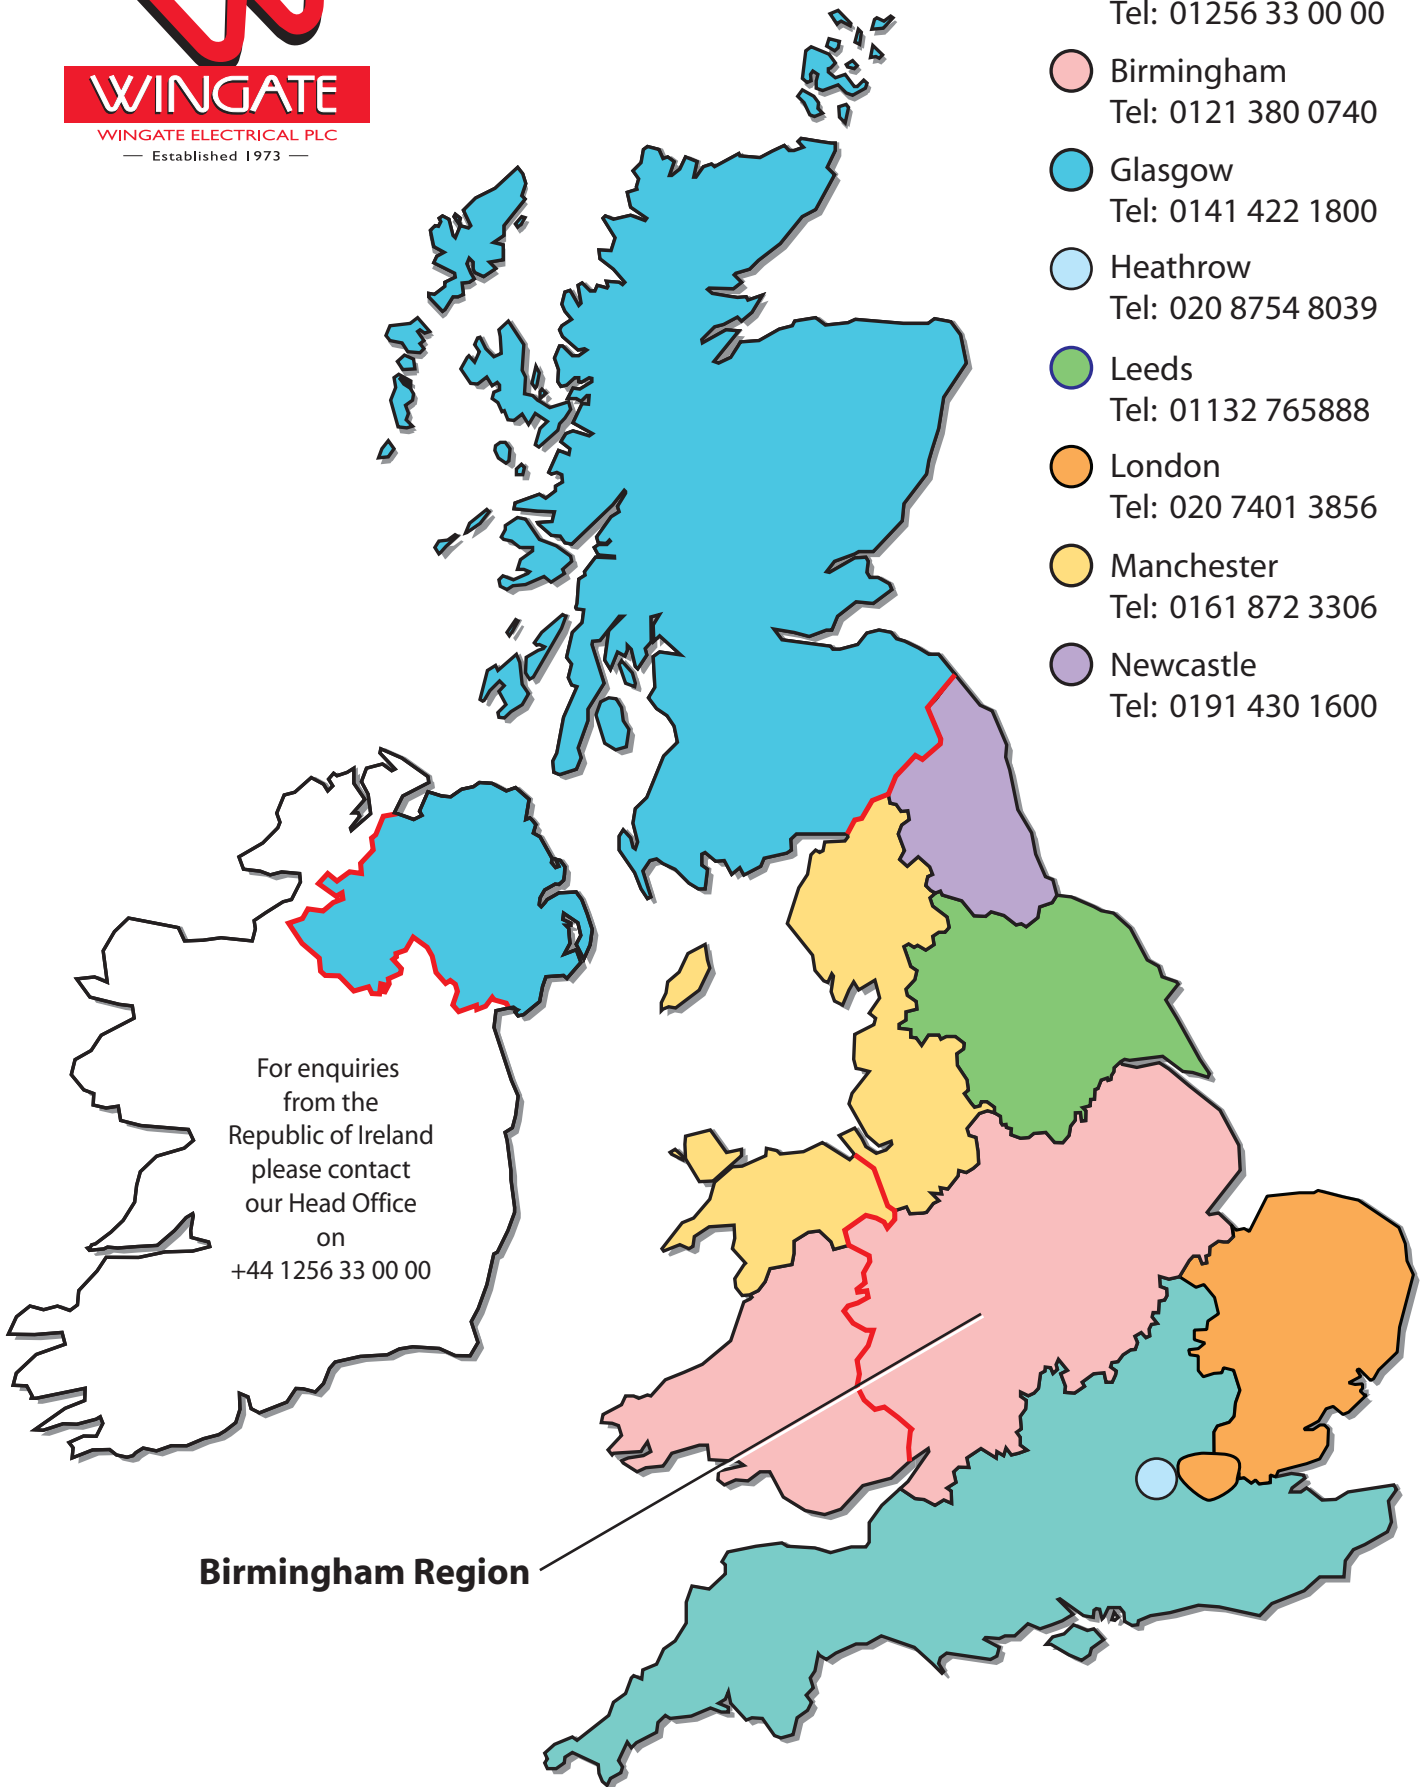 WINGATE
WINGATE ELECTRICAL PLC
— Established 1973 —
Tel: 01256 33 00 00
Birmingham
Tel: 0121 380 0740
Glasgow
Tel: 0141 422 1800
Heathrow
Tel: 020 8754 8039
Leeds
Tel: 01132 765888
London
Tel: 020 7401 3856
Manchester
Tel: 0161 872 3306
Newcastle
Tel: 0191 430 1600
For enquiries
from the
Republic of Ireland
please contact
our Head Office
on
+44 1256 33 00 00
Birmingham Region